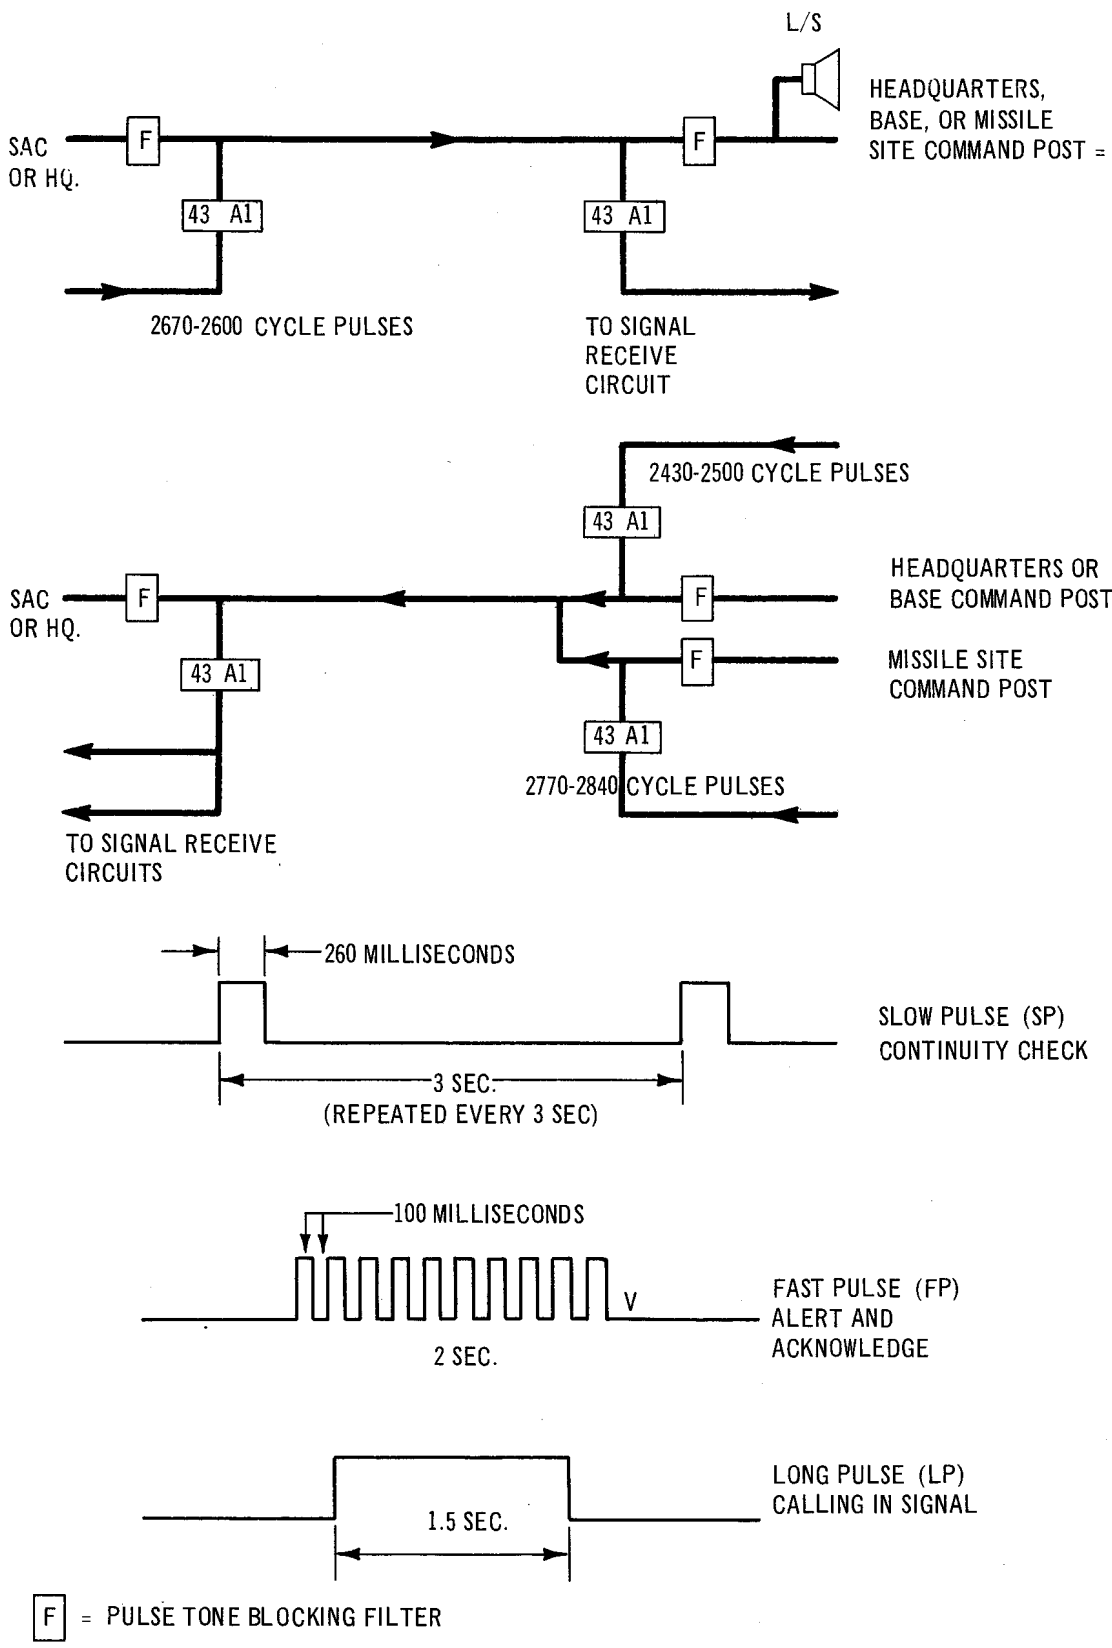 L/S
SAC
OR HQ.
F
F
HEADQUARTERS,
BASE, OR MISSILE
SITE COMMAND POST =
43 A1
43 A1
2670-2600 CYCLE PULSES
TO SIGNAL
RECEIVE
CIRCUIT
2430-2500 CYCLE PULSES
43 A1
SAC
OR HQ.
F
F
HEADQUARTERS OR
BASE COMMAND POST
43 A1
F
MISSILE SITE
COMMAND POST
43 A1
2770-2840 CYCLE PULSES
TO SIGNAL RECEIVE
CIRCUITS
260 MILLISECONDS
SLOW PULSE (SP)
CONTINUITY CHECK
3 SEC.
(REPEATED EVERY 3 SEC)
100 MILLISECONDS
V
FAST PULSE (FP)
ALERT AND
ACKNOWLEDGE
2 SEC.
LONG PULSE (LP)
CALLING IN SIGNAL
1.5 SEC.
F = PULSE TONE BLOCKING FILTER